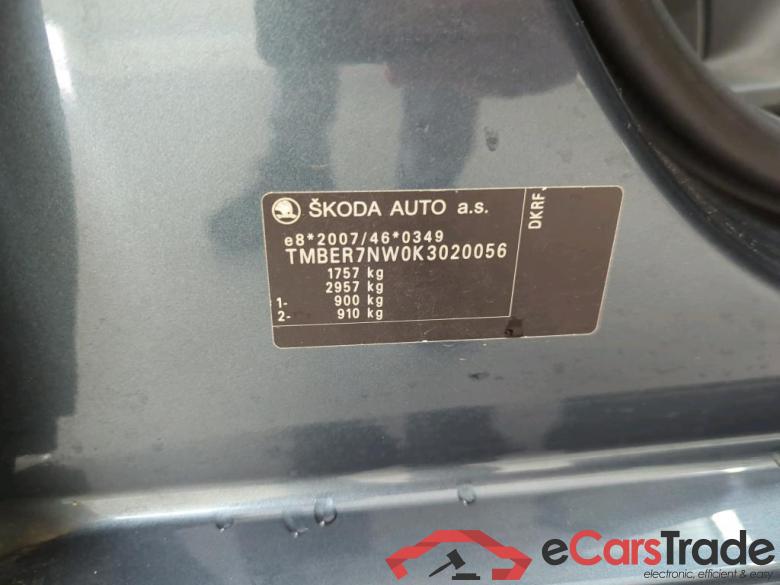 ŠKODA AUTO a.s.
DKRF
e8*2007/46*0349
TMBER7NW0K3020056
1757 kg
2957 kg
1- 900 kg
2- 910 kg
eCarsTrade
electronic, efficient & easy